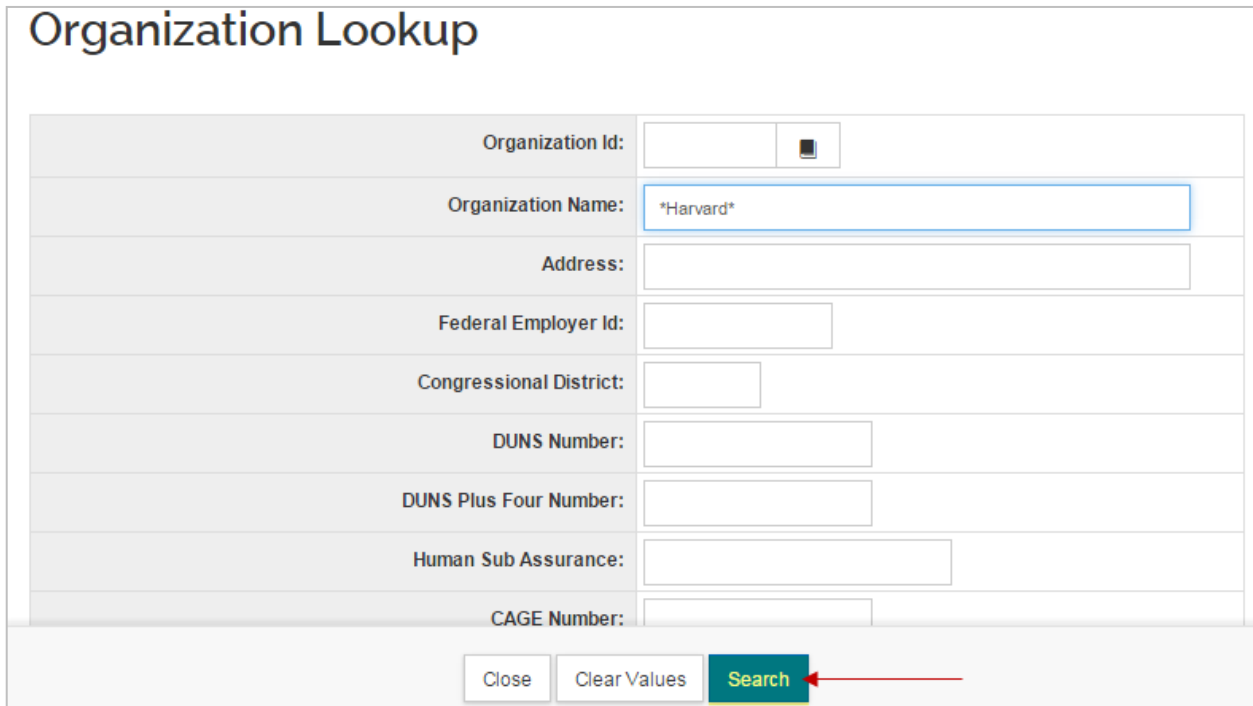 Organization Lookup
Organization Id:
Organization Name: *Harvard*
Address:
Federal Employer Id:
Congressional District:
DUNS Number:
DUNS Plus Four Number:
Human Sub Assurance:
CAGE Number:
Close Clear Values Search